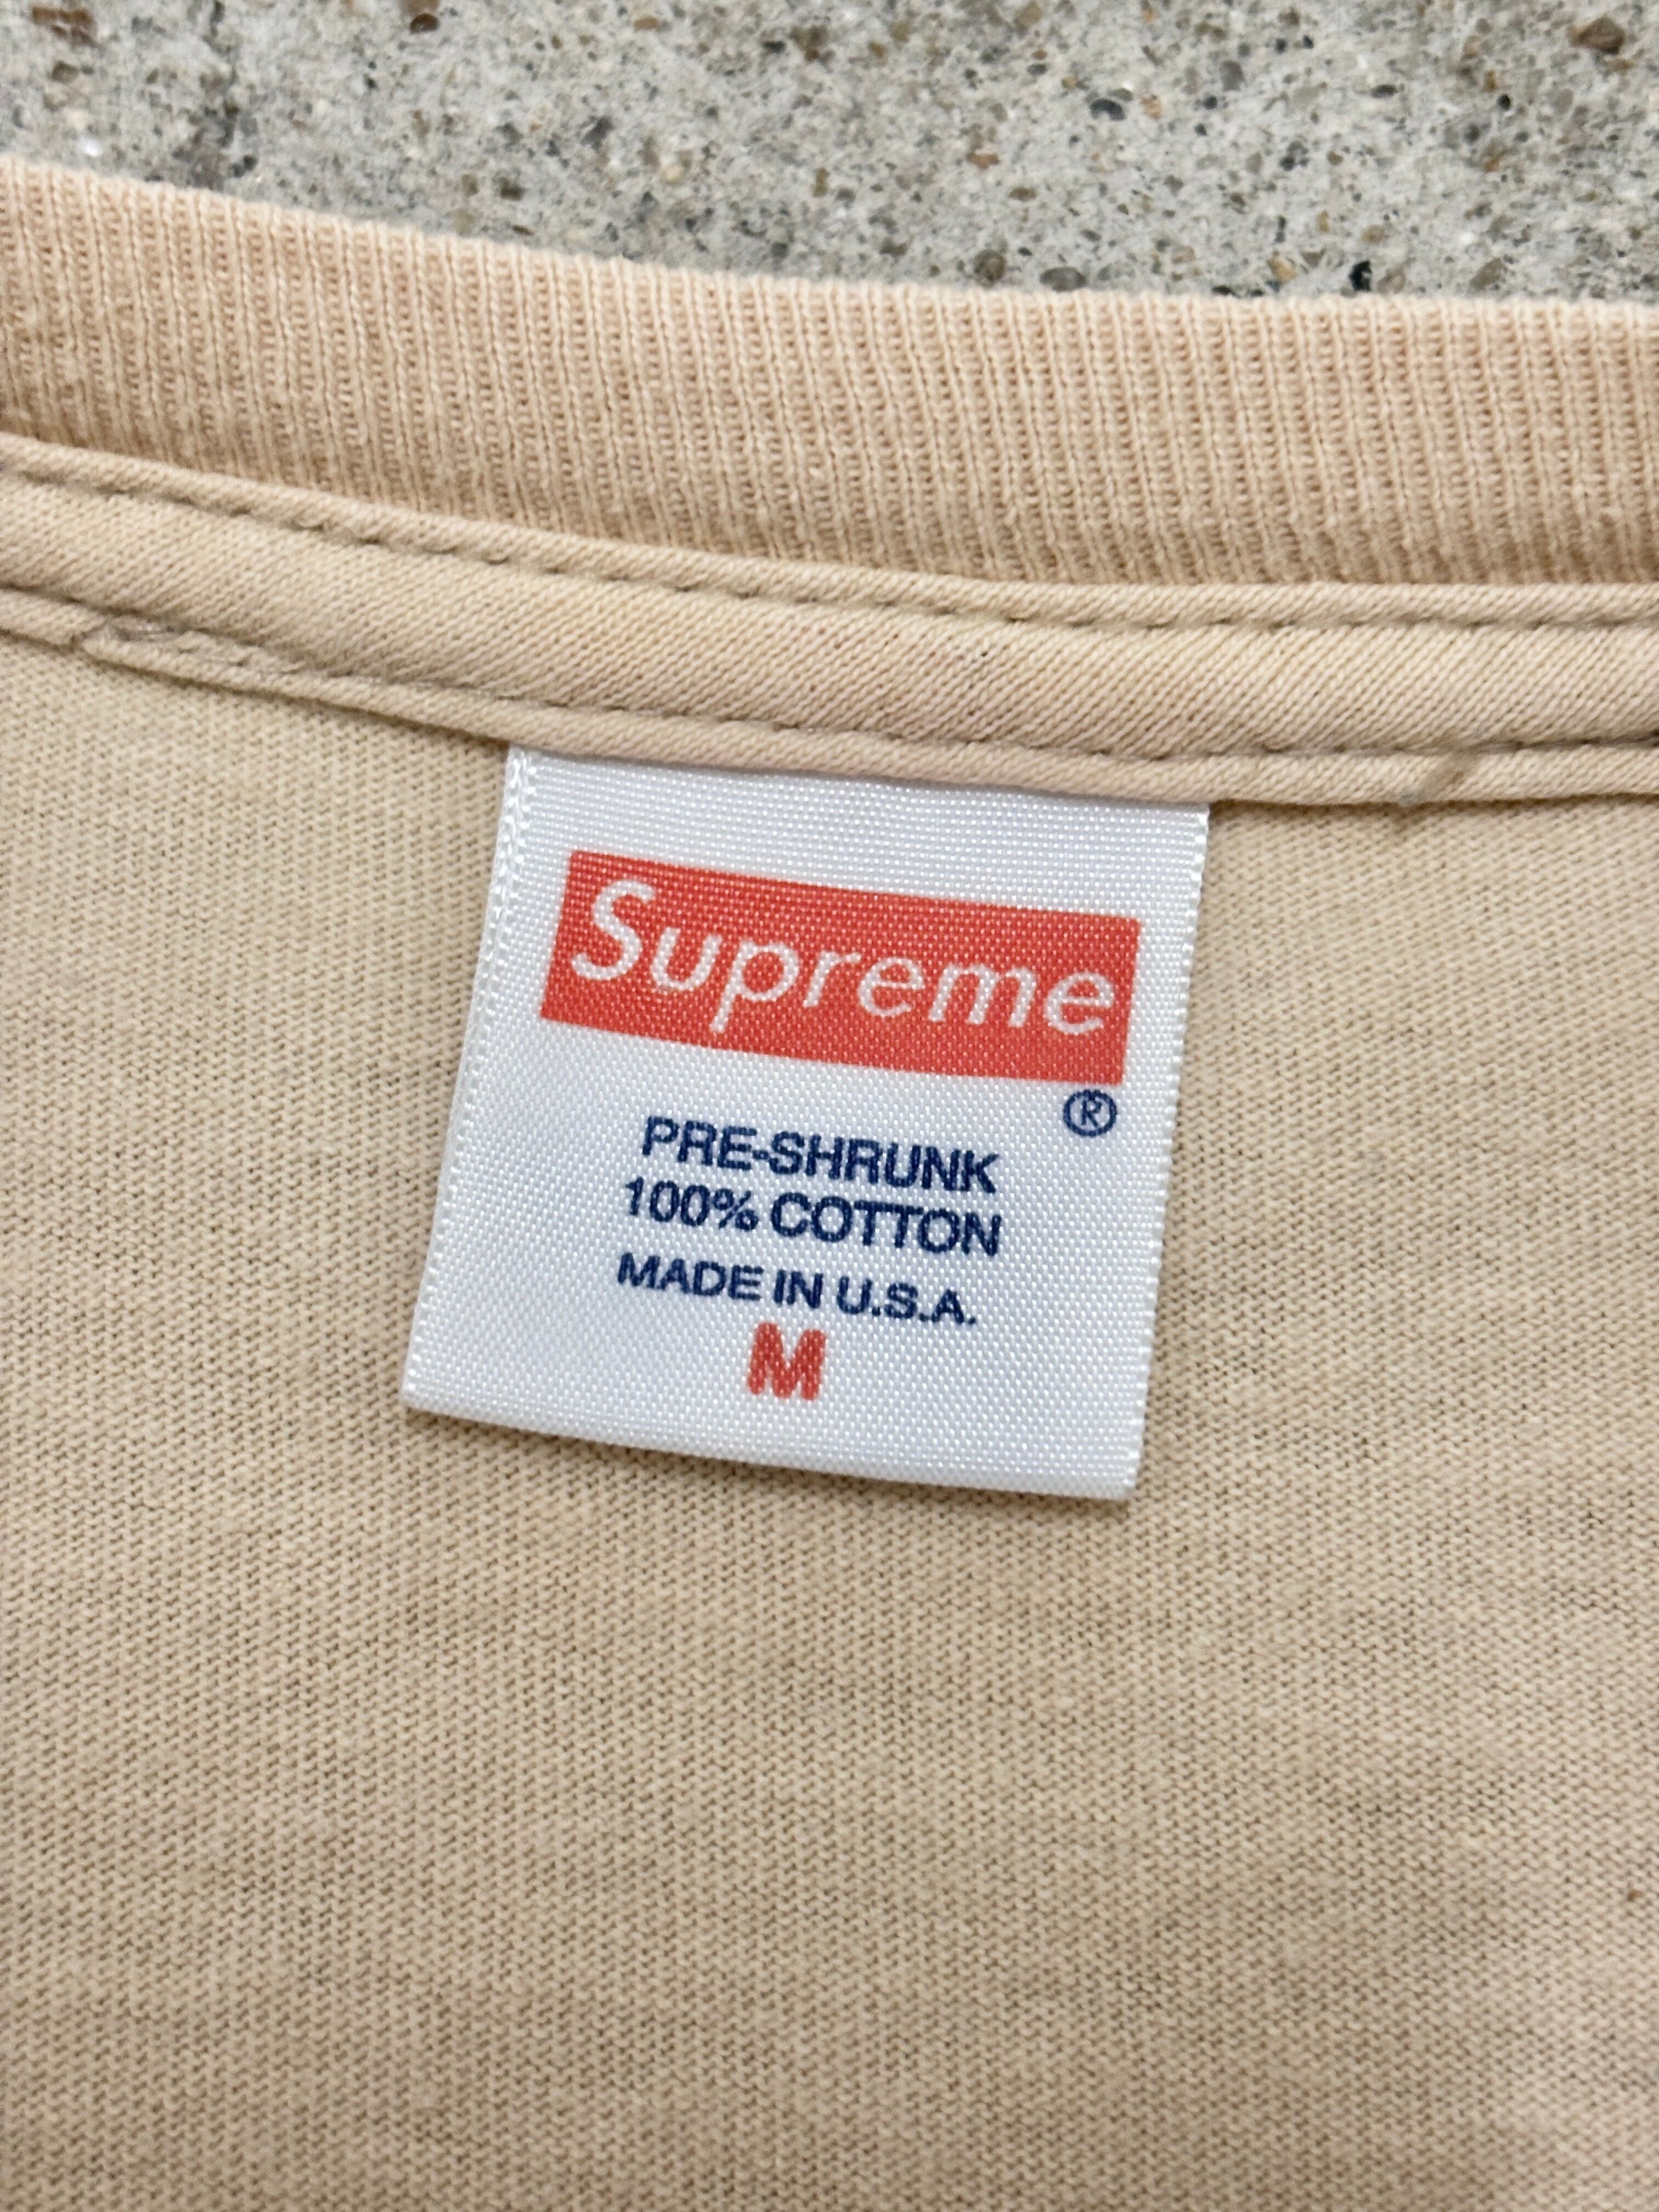 Supreme
®
PRE-SHRUNK
100% COTTON
MADE IN U.S.A.
M